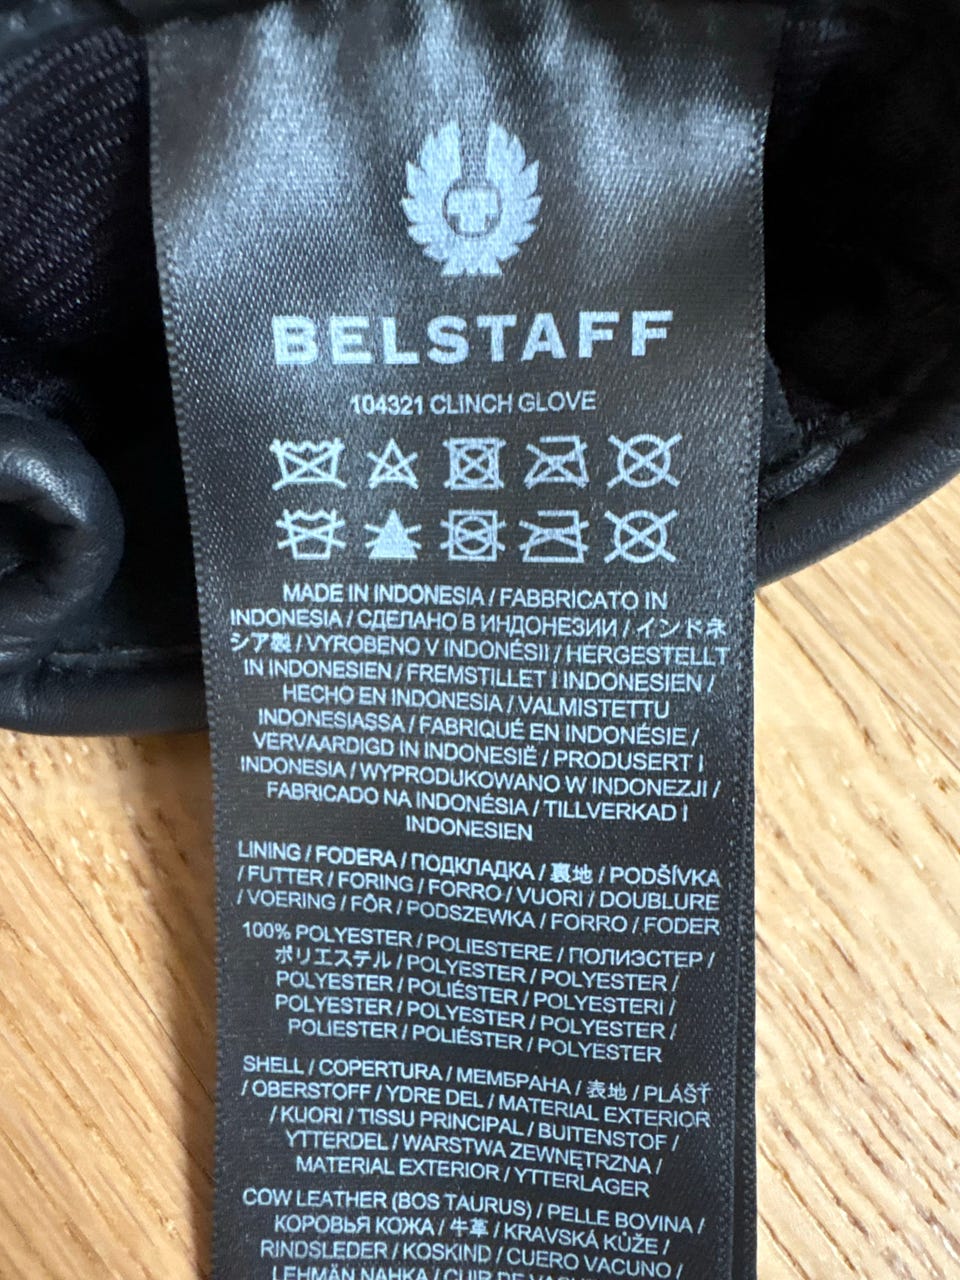 BELSTAFF
104321 CLINCH GLOVE
MADE IN INDONESIA / FABBRICATO IN
INDONESIA / СДЕЛАНО В ИНДОНЕЗИИ / インドネ
シア製 / VYROBENO V INDONÉSII / HERGESTELLT
IN INDONESIEN / FREMSTILLET I INDONESIEN /
HECHO EN INDONESIA / VALMISTETTU
INDONESIASSA / FABRIQUÉ EN INDONÉSIE /
VERVAARDIGD IN INDONESIË / PRODUSERT I
INDONESIA / WYPRODUKOWANO W INDONEZJI /
FABRICADO NA INDONÉSIA / TILLVERKAD I
INDONESIEN
LINING / FODERA / ПОДКЛАДКА / 裏地 / PODŠÍVKA
/ FUTTER / FORING / FORRO / VUORI / DOUBLURE
/ VOERING / FÔR / PODSZEWKA / FORRO / FODER
100% POLYESTER / POLIESTERE / ПОЛИЭСТЕР /
ポリエステル / POLYESTER / POLYESTER /
POLYESTER / POLIÉSTER / POLYESTERI /
POLYESTER / POLYESTER / POLYESTER /
POLIESTER / POLIÉSTER / POLYESTER
SHELL / COPERTURA / МЕМБРАНА / 表地 / PLÁŠŤ
/ OBERSTOFF / YDRE DEL / MATERIAL EXTERIOR
/ KUORI / TISSU PRINCIPAL / BUITENSTOF /
YTTERDEL / WARSTWA ZEWNĘTRZNA /
MATERIAL EXTERIOR / YTTERLAGER
COW LEATHER (BOS TAURUS) / PELLE BOVINA /
КОРОВЬЯ КОЖА / 牛革 / KRAVSKÁ KŮŽE /
RINDSLEDER / KOSKIND / CUERO VACUNO /
LEHMÄN NAHKA / CUIR DE